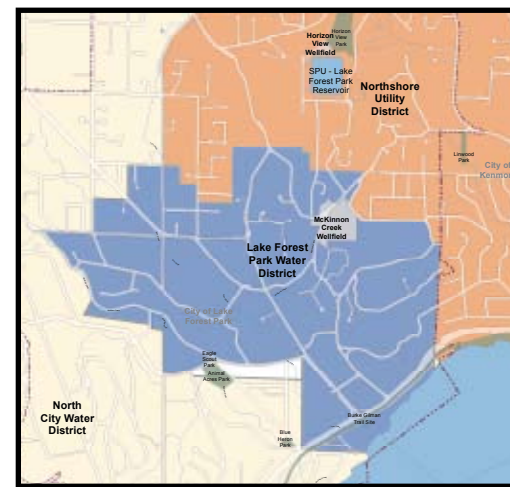 Horizon
View
Wellfield
Horizon
View
Park
SPU - Lake
Forest Park
Reservoir
Northshore
Utility
District
Linwood
Park
City of
Kenmore
McKinnon
Creek
Wellfield
Lake Forest
Park Water
District
City of Lake
Forest Park
Eagle
Scout
Park
Animal
Acres Park
North
City Water
District
Blue
Heron
Park
Burke Gilman
Trail Site